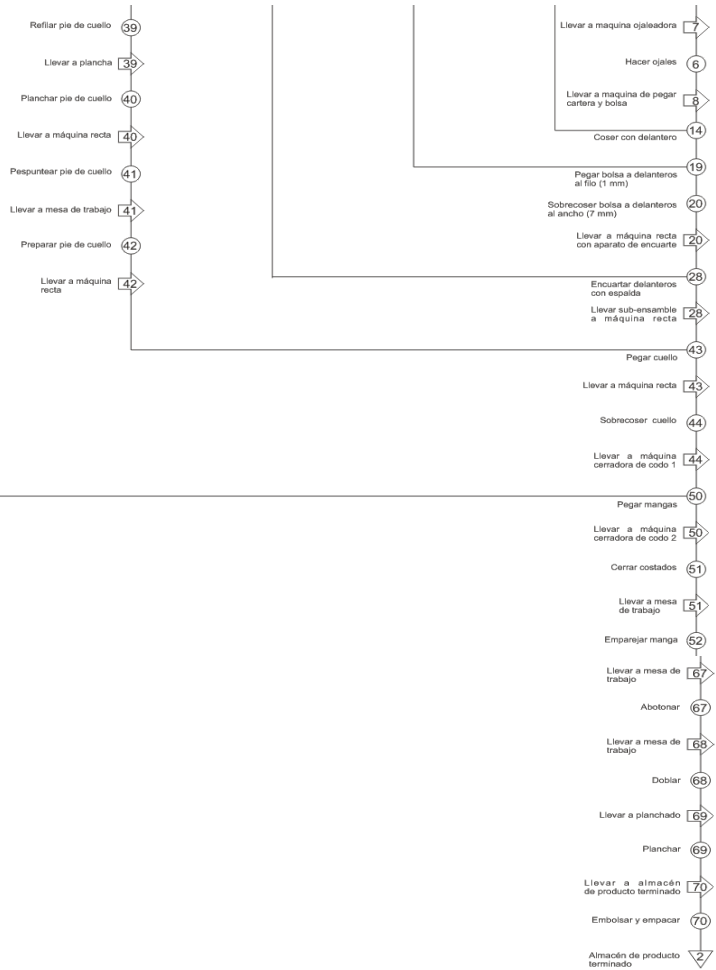 Refilar pie de cuello 39
Llevar a plancha 39
Planchar pie de cuello 40
Llevar a máquina recta 40
Pespuntear pie de cuello 41
Llevar a mesa de trabajo 41
Preparar pie de cuello 42
Llevar a máquina
recta 42
Llevar a maquina ojaleadora 7
Hacer ojales 6
Llevar a maquina de pegar
cartera y bolsa 8
14
Coser con delantero
19
Pegar bolsa a delanteros
al filo (1 mm)
Sobrecoser bolsa a delanteros 20
al ancho (7 mm)
Llevar a máquina recta
con aparato de encuarte 20
28
Encuartar delanteros
con espalda
Llevar sub-ensamble
a máquina recta 28
43
Pegar cuello
Llevar a máquina recta 43
Sobrecoser cuello 44
Llevar a máquina
cerradora de codo 1 44
50
Pegar mangas
Llevar a máquina
cerradora de codo 2 50
Cerrar costados 51
Llevar a mesa
de trabajo 51
Emparejar manga 52
Llevar a mesa de
trabajo 67
Abotonar 67
Llevar a mesa de
trabajo 68
Doblar 68
Llevar a planchado 69
Planchar 69
Llevar a almacén
de producto terminado 70
Embolsar y empacar 70
Almacén de producto
terminado 2